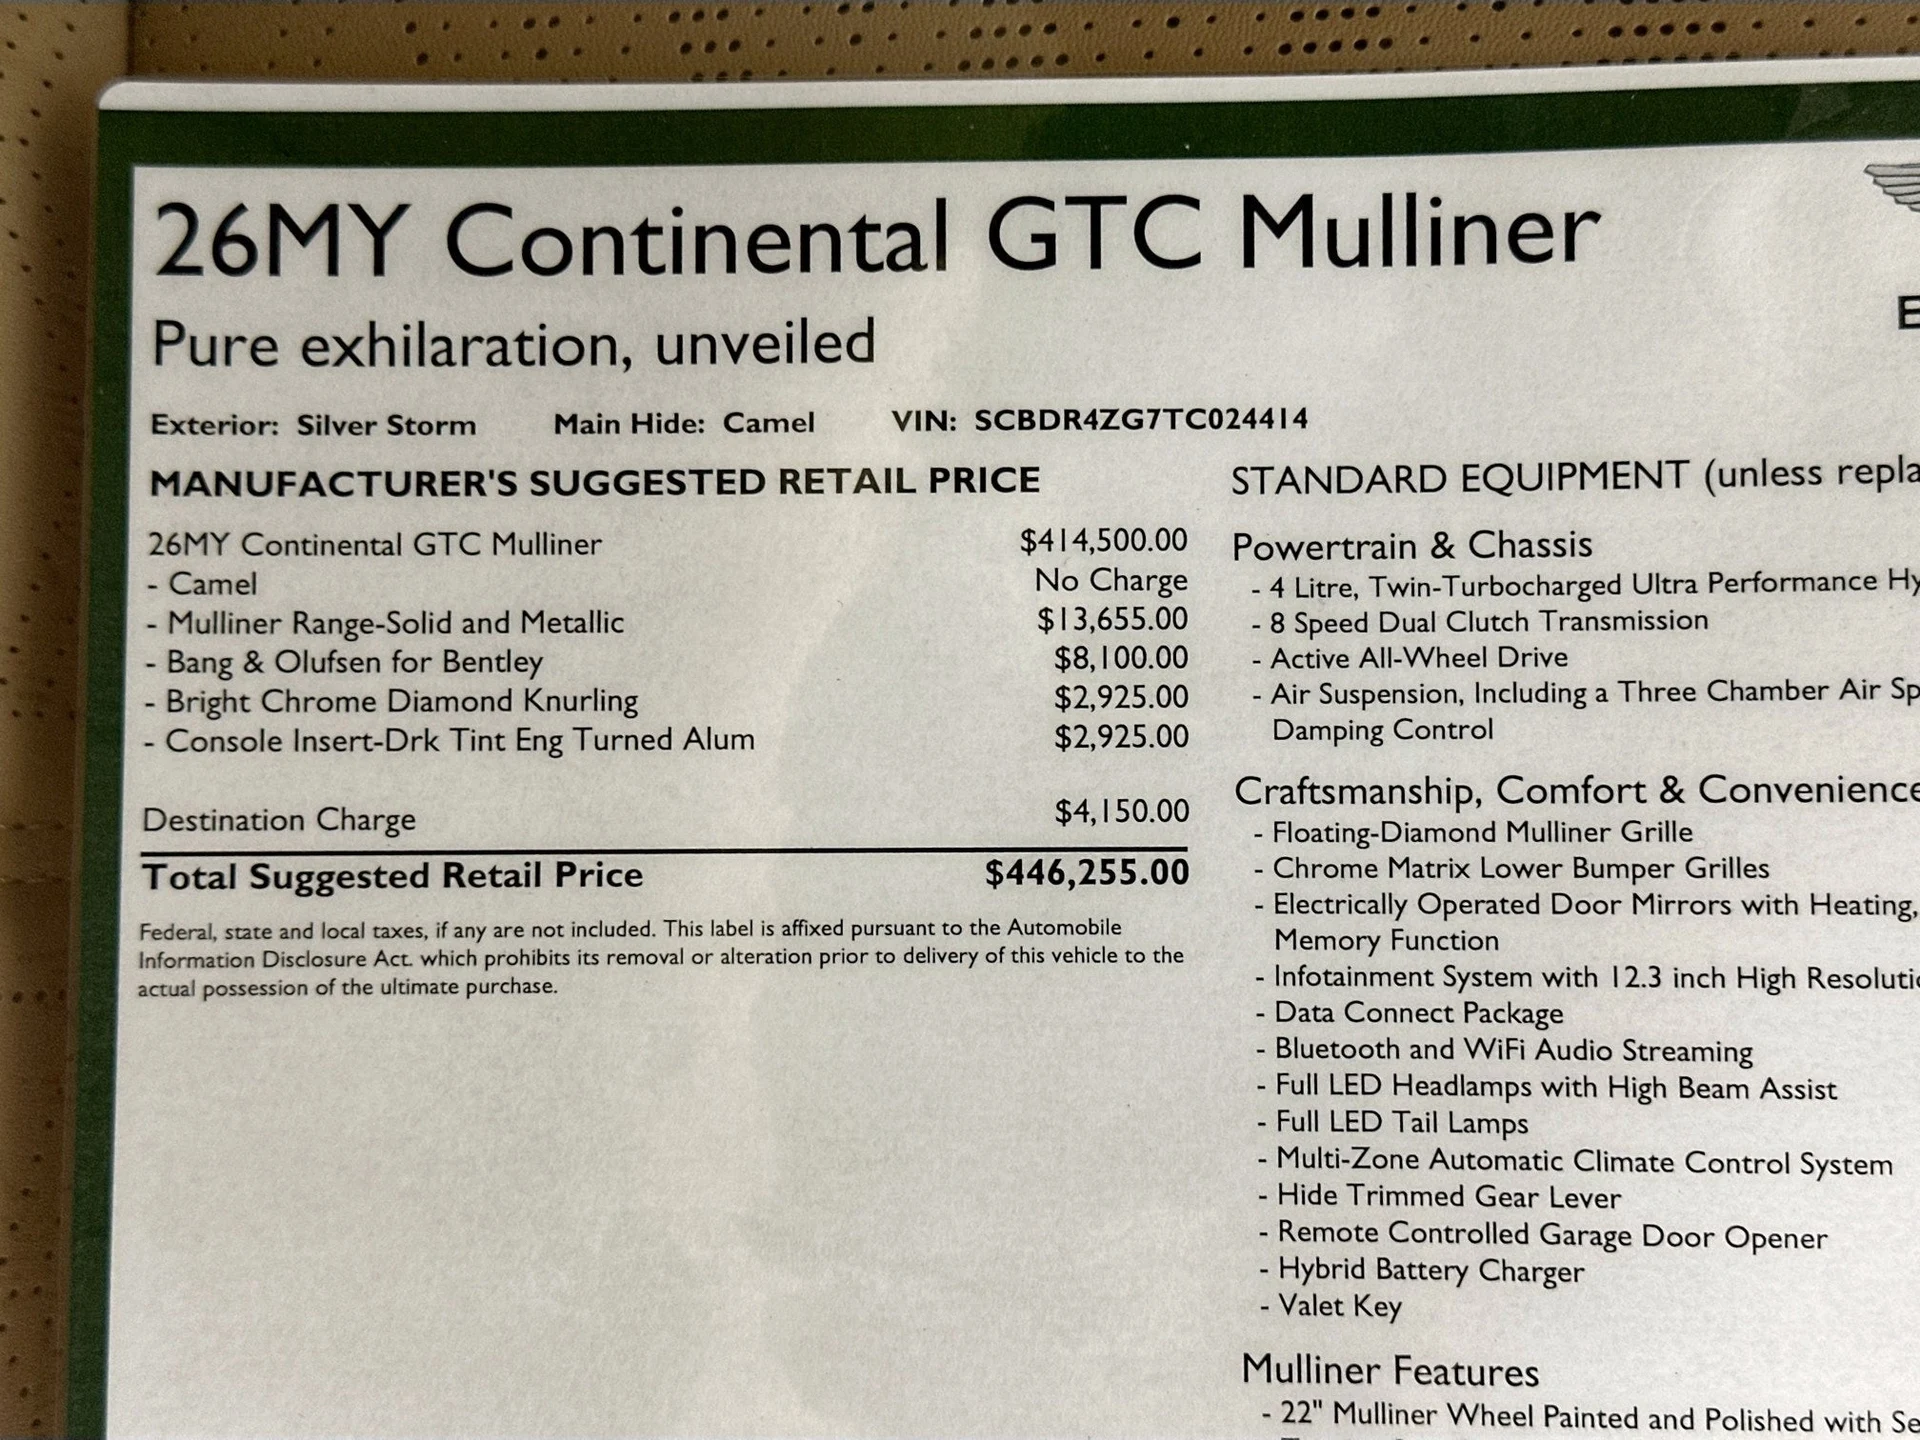 26MY Continental GTC Mulliner
Pure exhilaration, unveiled
Exterior: Silver Storm Main Hide: Camel VIN: SCBDR4ZG7TC024414
MANUFACTURER'S SUGGESTED RETAIL PRICE
26MY Continental GTC Mulliner $414,500.00
- Camel No Charge
- Mulliner Range-Solid and Metallic $13,655.00
- Bang & Olufsen for Bentley $8,100.00
- Bright Chrome Diamond Knurling $2,925.00
- Console Insert-Drk Tint Eng Turned Alum $2,925.00
Destination Charge $4,150.00
Total Suggested Retail Price $446,255.00
Federal, state and local taxes, if any are not included. This label is affixed pursuant to the Automobile
Information Disclosure Act. which prohibits its removal or alteration prior to delivery of this vehicle to the
actual possession of the ultimate purchase.
STANDARD EQUIPMENT (unless repla
Powertrain & Chassis
- 4 Litre, Twin-Turbocharged Ultra Performance Hy
- 8 Speed Dual Clutch Transmission
- Active All-Wheel Drive
- Air Suspension, Including a Three Chamber Air Sp
Damping Control
Craftsmanship, Comfort & Convenience
- Floating-Diamond Mulliner Grille
- Chrome Matrix Lower Bumper Grilles
- Electrically Operated Door Mirrors with Heating,
Memory Function
- Infotainment System with 12.3 inch High Resolutio
- Data Connect Package
- Bluetooth and WiFi Audio Streaming
- Full LED Headlamps with High Beam Assist
- Full LED Tail Lamps
- Multi-Zone Automatic Climate Control System
- Hide Trimmed Gear Lever
- Remote Controlled Garage Door Opener
- Hybrid Battery Charger
- Valet Key
Mulliner Features
- 22" Mulliner Wheel Painted and Polished with Se